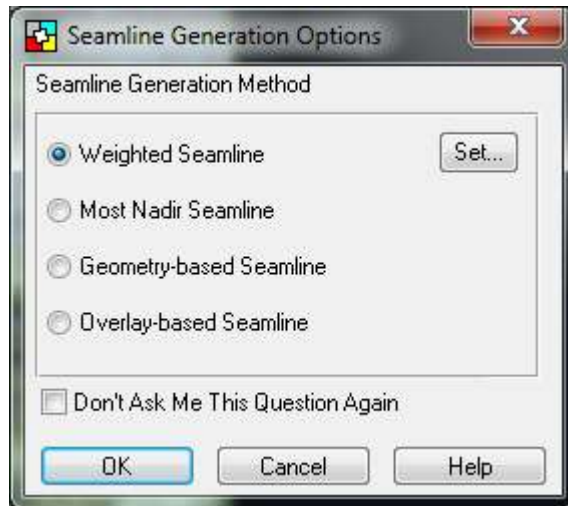 Seamline Generation Options
Seamline Generation Method
Weighted Seamline Set...
Most Nadir Seamline
Geometry-based Seamline
Overlay-based Seamline
Don't Ask Me This Question Again
OK Cancel Help